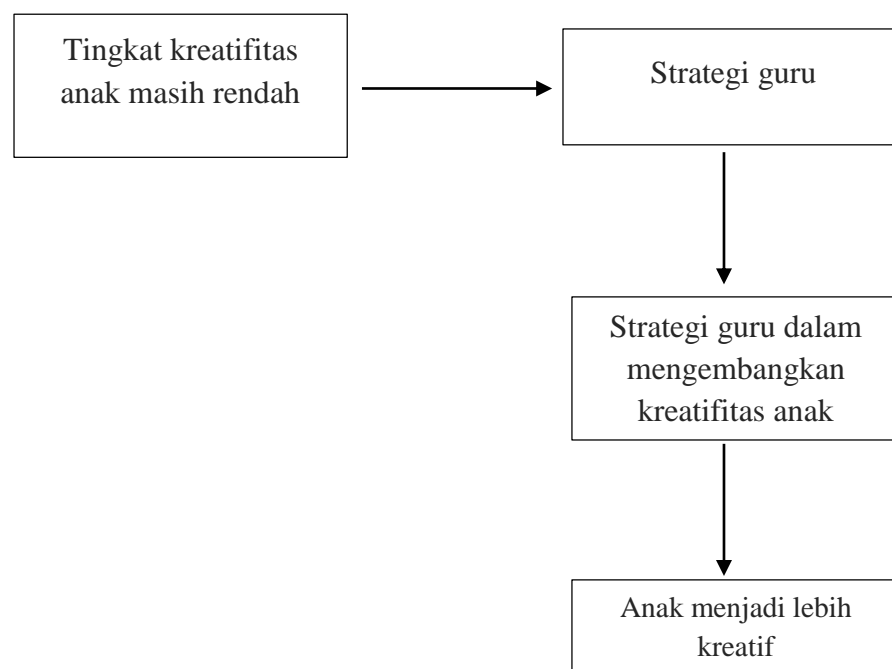 Tingkat kreatifitas
anak masih rendah
Strategi guru
Strategi guru dalam
mengembangkan
kreatifitas anak
Anak menjadi lebih
kreatif